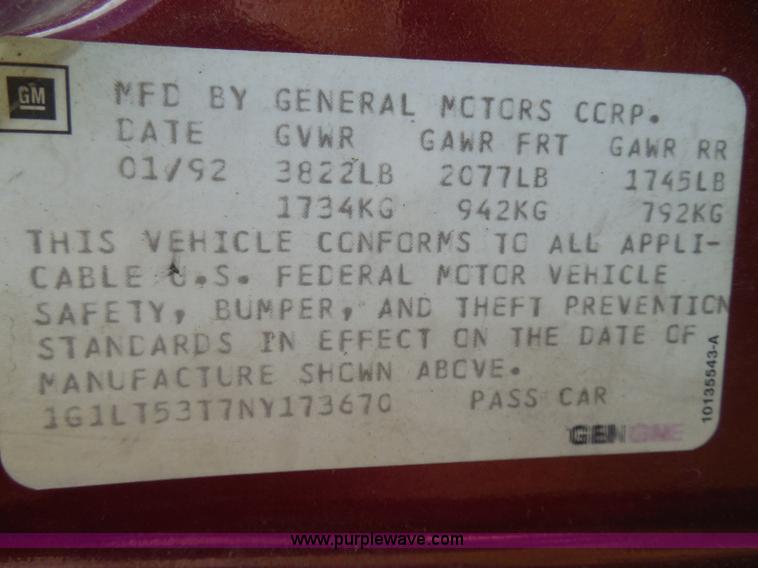 GM
MFD BY GENERAL MOTORS CORP.
DATE GVWR GAWR FRT GAWR RR
01/92 3822LB 2077LB 1745LB
1734KG 942KG 792KG
THIS VEHICLE CONFORMS TO ALL APPLI-
CABLE U.S. FEDERAL MOTOR VEHICLE
SAFETY, BUMPER, AND THEFT PREVENTION
STANDARDS IN EFFECT ON THE DATE OF
MANUFACTURE SHOWN ABOVE.
1G1LT53T7NY173670 PASS CAR
10135543-A
www.purplewave.com